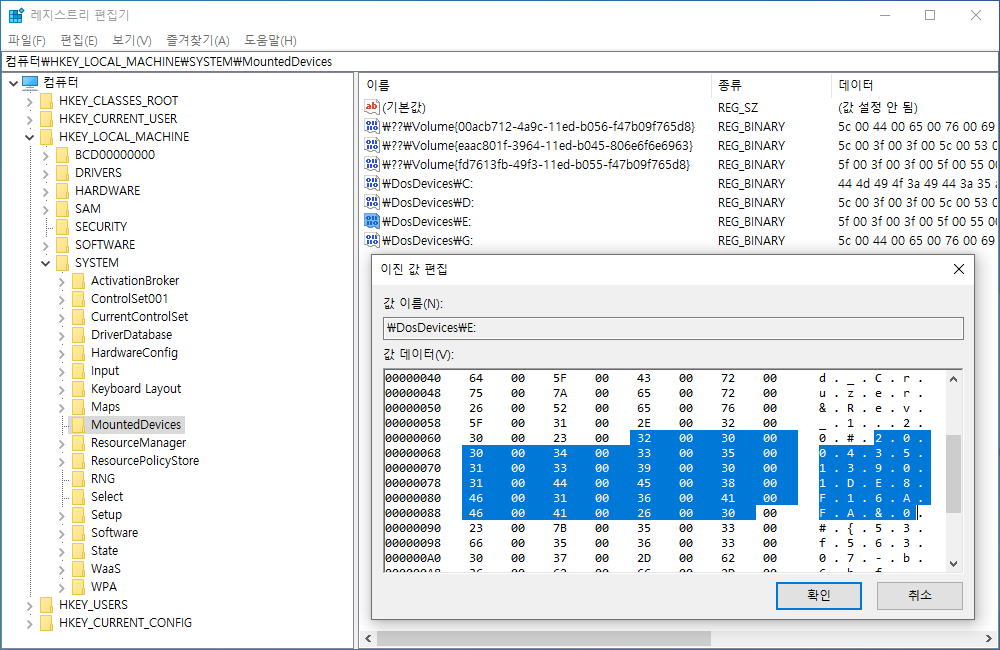 레지스트리 편집기
파일(F) 편집(E) 보기(V) 즐겨찾기(A) 도움말(H)
컴퓨터₩HKEY_LOCAL_MACHINE₩SYSTEM₩MountedDevices
컴퓨터
HKEY_CLASSES_ROOT
HKEY_CURRENT_USER
HKEY_LOCAL_MACHINE
BCD00000000
DRIVERS
HARDWARE
SAM
SECURITY
SOFTWARE
SYSTEM
ActivationBroker
ControlSet001
CurrentControlSet
DriverDatabase
HardwareConfig
Input
Keyboard Layout
Maps
MountedDevices
ResourceManager
ResourcePolicyStore
RNG
Select
Setup
Software
State
WaaS
WPA
HKEY_USERS
HKEY_CURRENT_CONFIG
이름 종류 데이터
(기본값) REG_SZ (값 설정 안 됨)
₩??₩Volume{00acb712-4a9c-11ed-b056-f47b09f765d8} REG_BINARY 5c 00 44 00 65 00 76 00 69
₩??₩Volume{eaac801f-3964-11ed-b045-806e6f6e6963} REG_BINARY 5c 00 3f 00 3f 00 5c 00 53 0
₩??₩Volume{fd7613fb-49f3-11ed-b055-f47b09f765d8} REG_BINARY 5f 00 3f 00 3f 00 5f 00 55 00
₩DosDevices₩C: REG_BINARY 44 4d 49 4f 3a 49 44 3a 35
₩DosDevices₩D: REG_BINARY 5c 00 3f 00 3f 00 5c 00 53 0
₩DosDevices₩E: REG_BINARY 5f 00 3f 00 3f 00 5f 00 55 00
₩DosDevices₩G: REG_BINARY 5c 00 44 00 65 00 76 00 69
이진 값 편집
값 이름(N):
₩DosDevices₩E:
값 데이터(V):
00000040 64 00 5F 00 43 00 72 00 d . _ . C r .
00000048 75 00 7A 00 65 00 72 00 u . z . e . r .
00000050 26 00 52 00 65 00 76 00 & . R . e . v .
00000058 5F 00 31 00 2E 00 32 00 _ . 1 . . . 2 .
00000060 30 00 23 00 32 00 30 00 0 . # . 2 . 0 .
00000068 30 00 34 00 33 00 35 00 0 . 4 . 3 . 5 .
00000070 31 00 33 00 39 00 30 00 1 . 3 . 9 . 0 .
00000078 31 00 44 00 45 00 38 00 1 . D . E . 8 .
00000080 46 00 31 00 36 00 41 00 F . 1 . 6 . A .
00000088 46 00 41 00 26 00 30 00 F . A . & . 0 .
00000090 23 00 7B 00 35 00 33 00 # . { . 5 . 3 .
00000098 66 00 35 00 36 00 33 00 f . 5 . 6 . 3 .
000000A0 30 00 37 00 2D 00 62 00 0 . 7 . - . b .
확인 취소